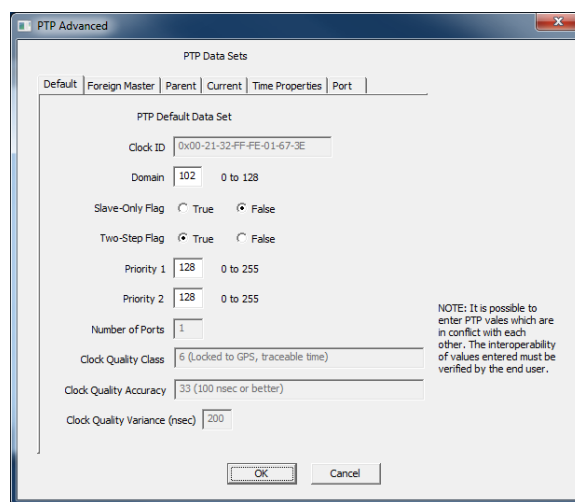 PTP Advanced
PTP Data Sets
Default Foreign Master Parent Current Time Properties Port
PTP Default Data Set
Clock ID 0x00-21-32-FF-FE-01-67-3E
Domain 102 0 to 128
Slave-Only Flag True False
Two-Step Flag True False
Priority 1 128 0 to 255
Priority 2 128 0 to 255
Number of Ports 1
Clock Quality Class 6 (Locked to GPS, traceable time)
Clock Quality Accuracy 33 (100 nsec or better)
Clock Quality Variance (nsec) 200
NOTE: It is possible to
enter PTP vales which are
in conflict with each
other. The interoperability
of values entered must be
verified by the end user.
OK Cancel